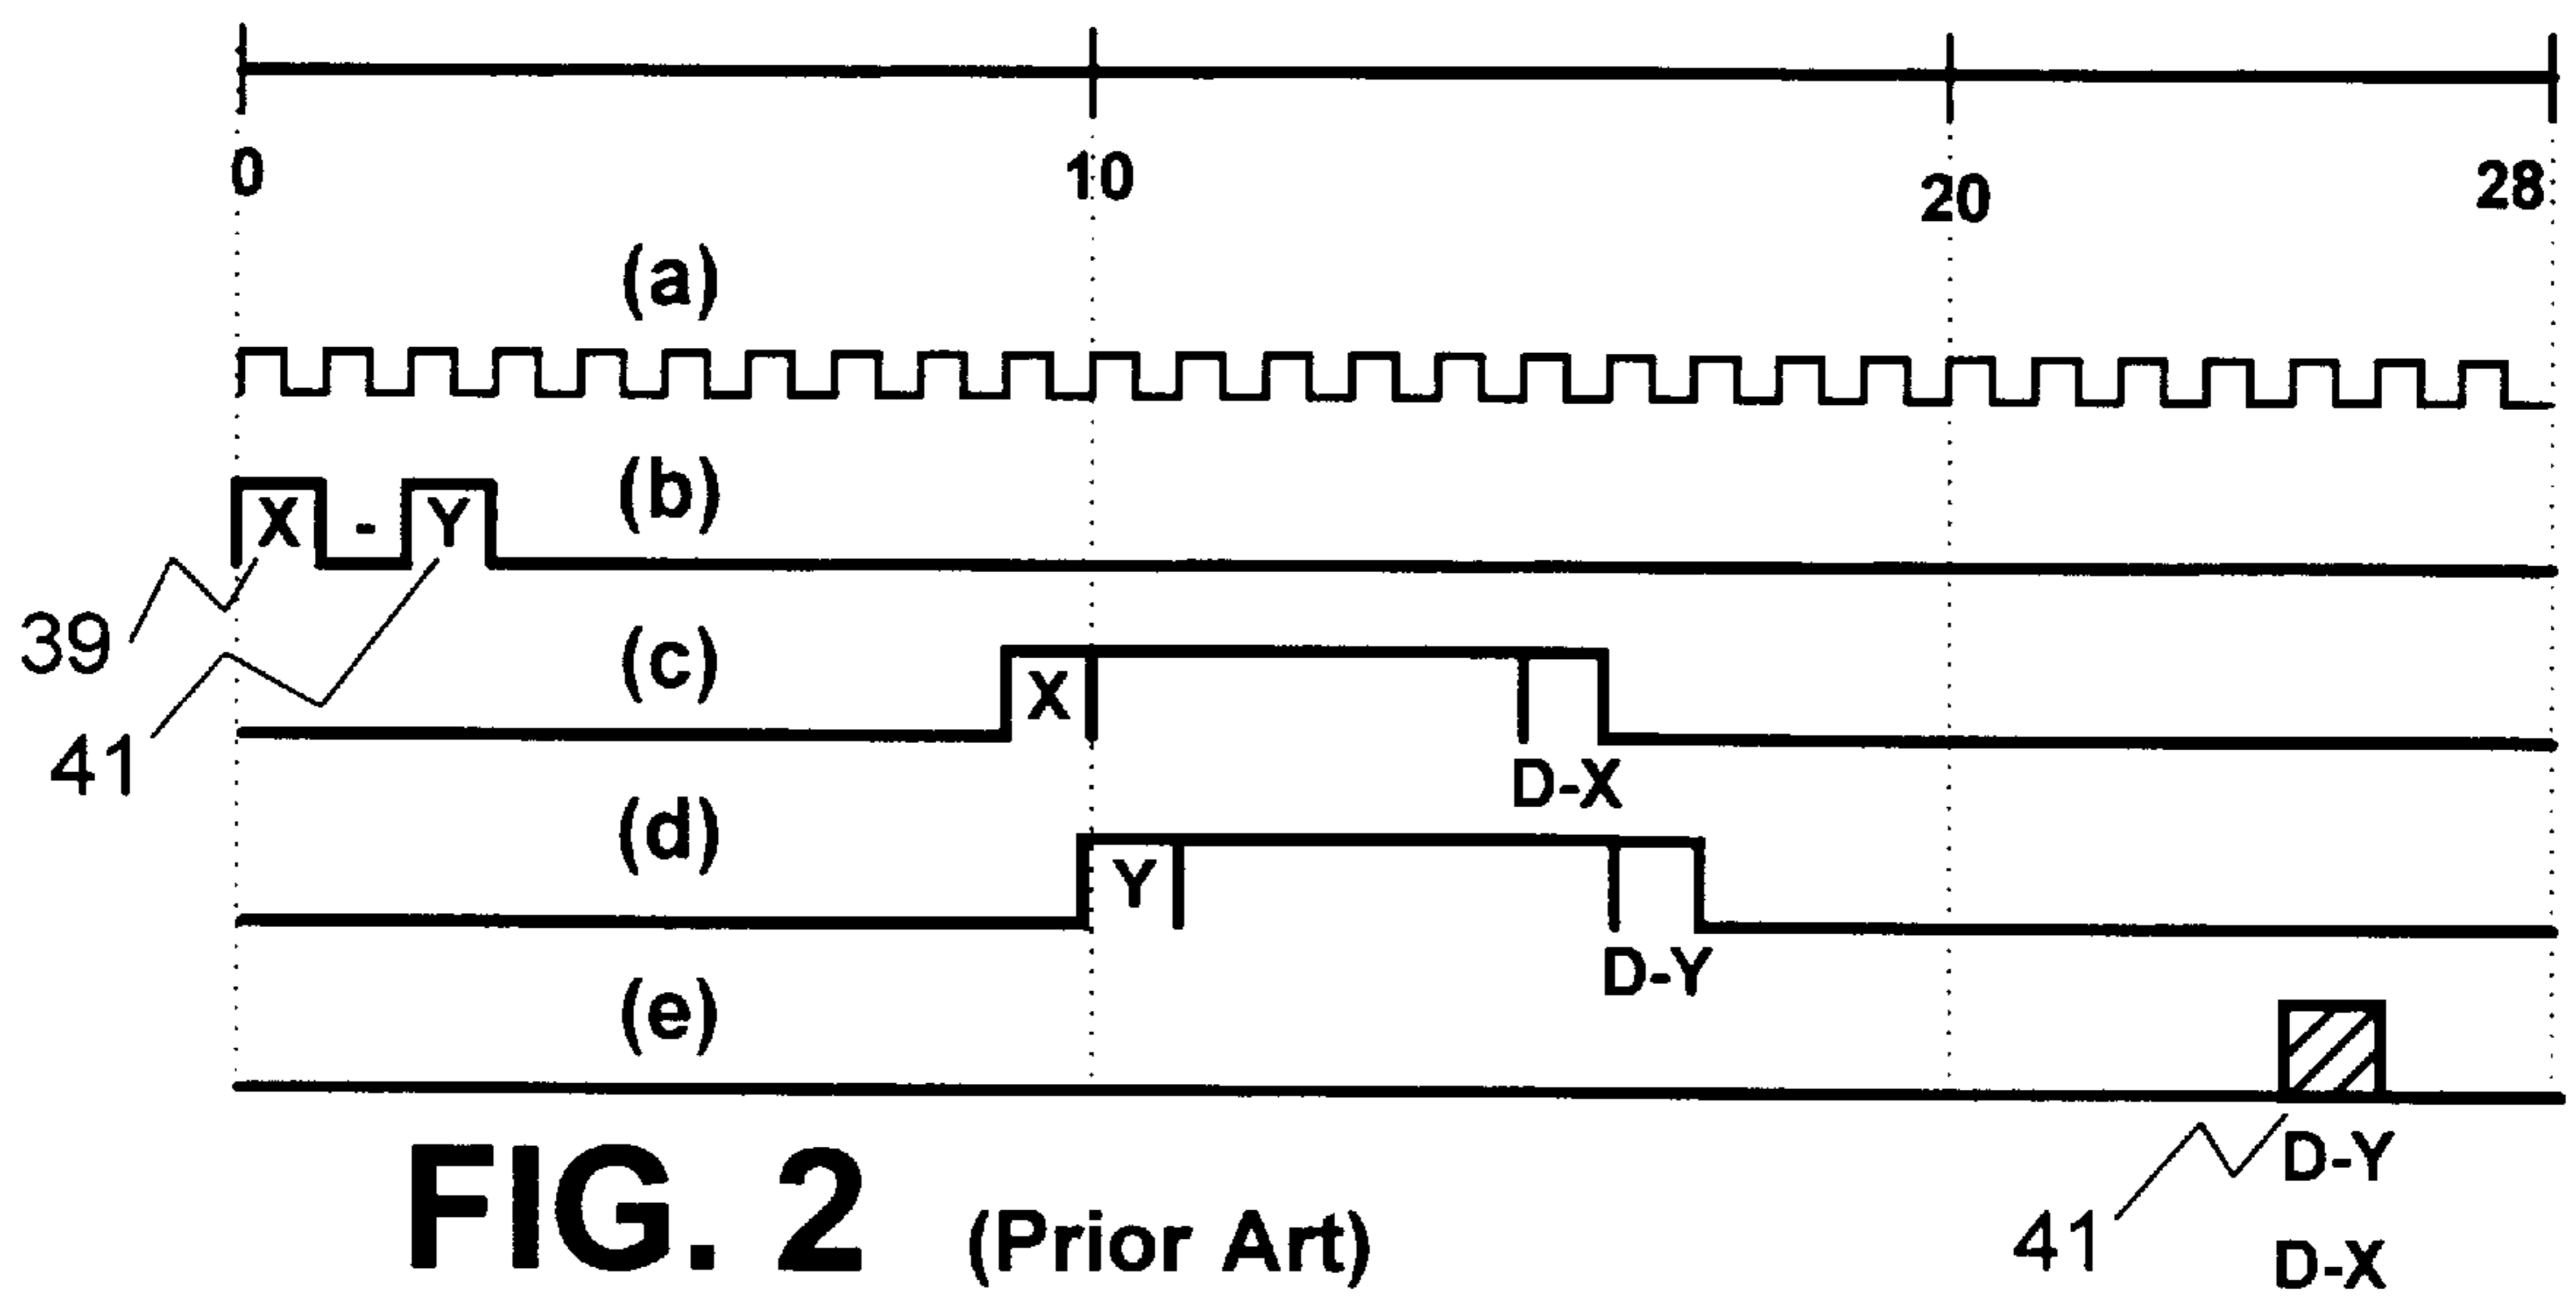 0 10 20 28
(a)
(b)
X - Y
39
(c)
X
41
D-X
(d)
Y
D-Y
(e)
D-Y
41
D-X
FIG. 2 (Prior Art)